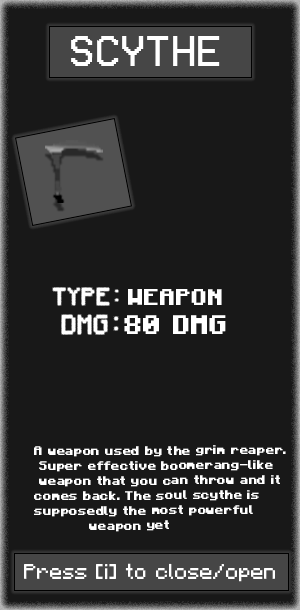 SCYTHE
TYPE: WEAPON
DMG:80 DMG
A weapon used by the grim reaper.
Super effective boomerang-like
weapon that you can throw and it
comes back. The soul scythe is
supposedly the most powerful
weapon yet
Press [i] to close/open